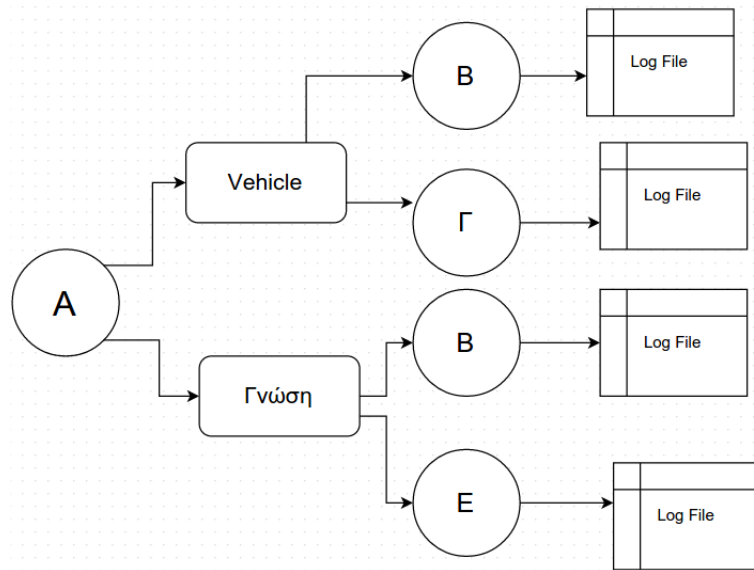 B
Log File
Vehicle
Γ
Log File
A
B
Log File
Γνώση
E
Log File